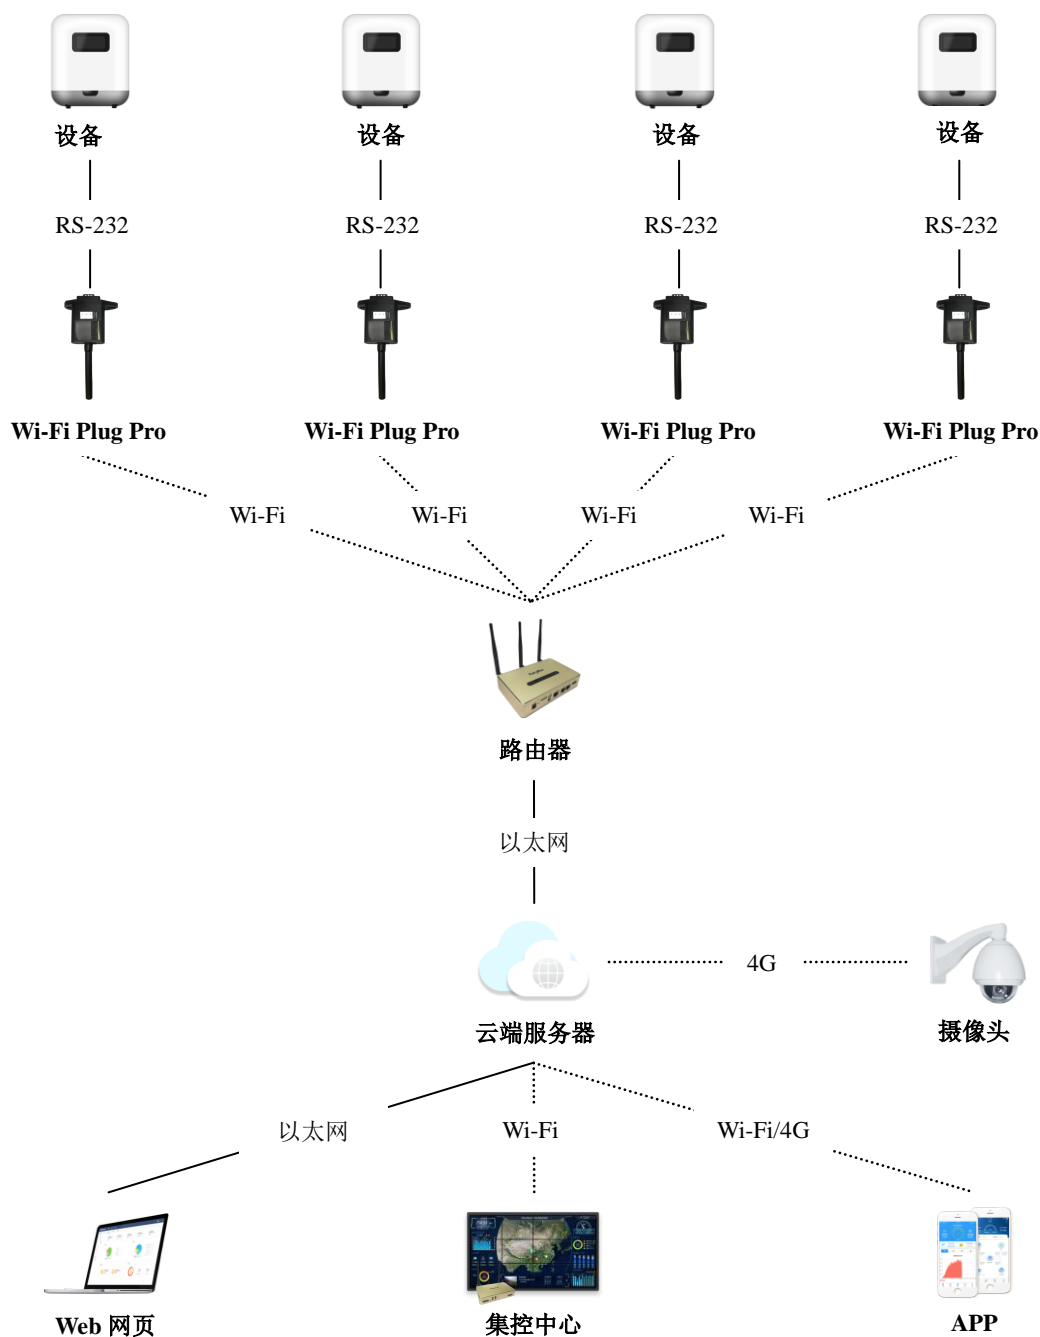 设备 设备 设备 设备
RS-232 RS-232 RS-232 RS-232
Wi-Fi Plug Pro Wi-Fi Plug Pro Wi-Fi Plug Pro Wi-Fi Plug Pro
Wi-Fi Wi-Fi Wi-Fi Wi-Fi
路由器
以太网
4G
云端服务器 摄像头
以太网 Wi-Fi Wi-Fi/4G
Web 网页 集控中心 APP